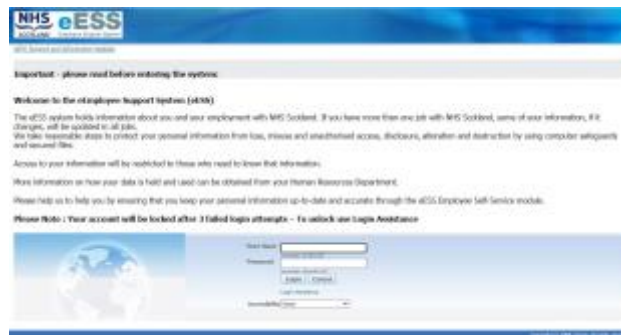 NHS eESS
SCOTLAND
Important - please read before entering the system:
Welcome to the eEmployee Support System (eESS)
The eESS system holds information about you and your employment with NHS Scotland. If you have more than one job with NHS Scotland, some of your information, if it
changes, will be updated in all jobs.
We take reasonable steps to protect your personal information from loss, misuse and unauthorised access, disclosure, alteration and destruction by using computer safeguards
and secured files.
Access to your information will be restricted to those who need to know that information.
More information on how your data is held and used can be obtained from your Human Resources Department.
Please help us to help you by ensuring that you keep your personal information up-to-date and accurate through the eESS Employee Self-Service module.
Please Note : Your account will be locked after 3 failed login attempts - To unlock use Login Assistance
User Name
Password
Login Cancel
Login Assistance
Accessibility None